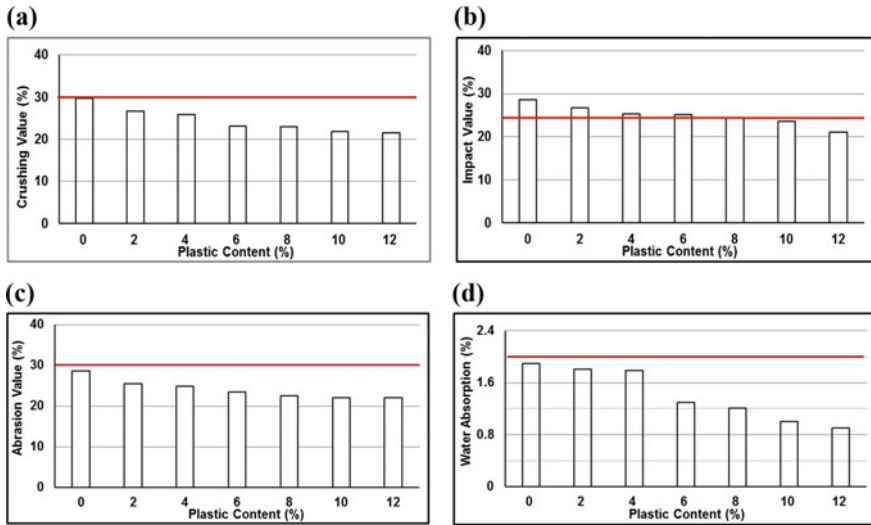 (a)
Crushing Value (%)
40
30
20
10
0
0 2 4 6 8 10 12
Plastic Content (%)
(b)
Impact Value (%)
40
30
20
10
0
0 2 4 6 8 10 12
Plastic Content (%)
(c)
Abrasion Value (%)
40
30
20
10
0
0 2 4 6 8 10 12
Plastic Content (%)
(d)
Water Absorption (%)
2.4
1.6
0.8
0
0 2 4 6 8 10 12
Plastic Content (%)